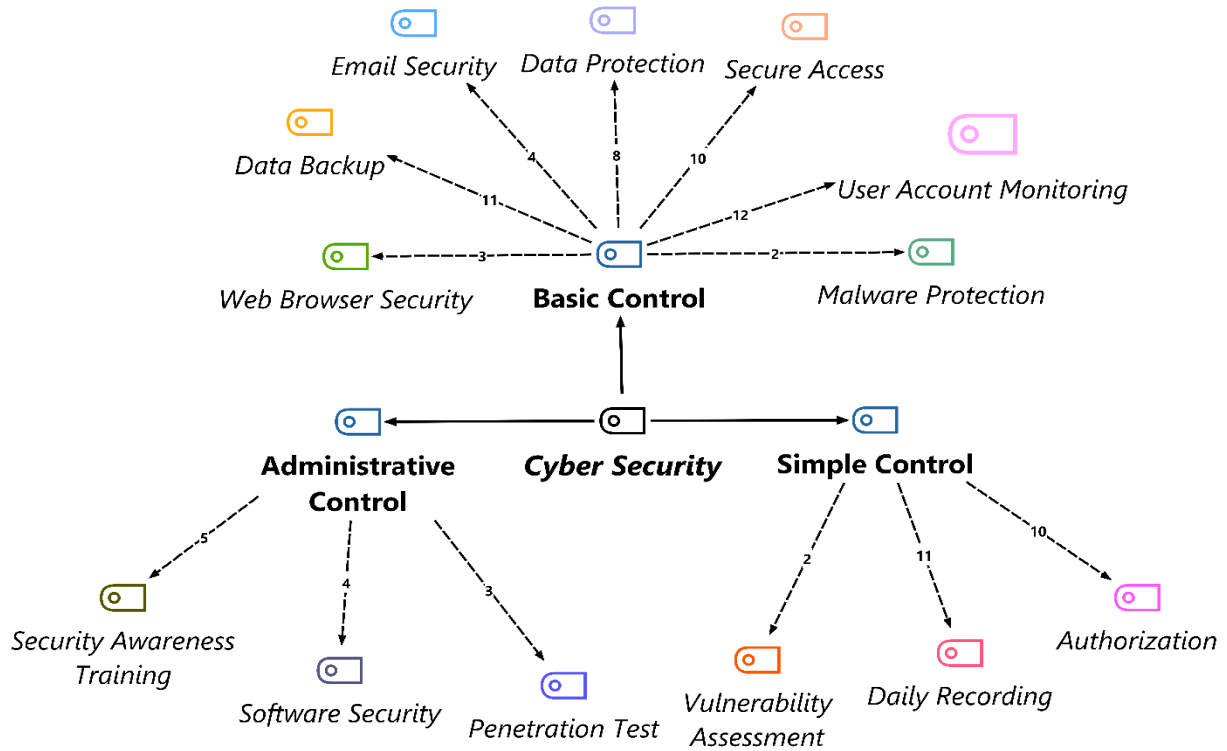 Email Security
Data Protection
Secure Access
Data Backup
User Account Monitoring
4
8
10
11
12
3
2
Web Browser Security
Basic Control
Malware Protection
Administrative
Control
Cyber Security
Simple Control
5
4
3
2
11
10
Security Awareness
Training
Software Security
Penetration Test
Vulnerability
Assessment
Daily Recording
Authorization